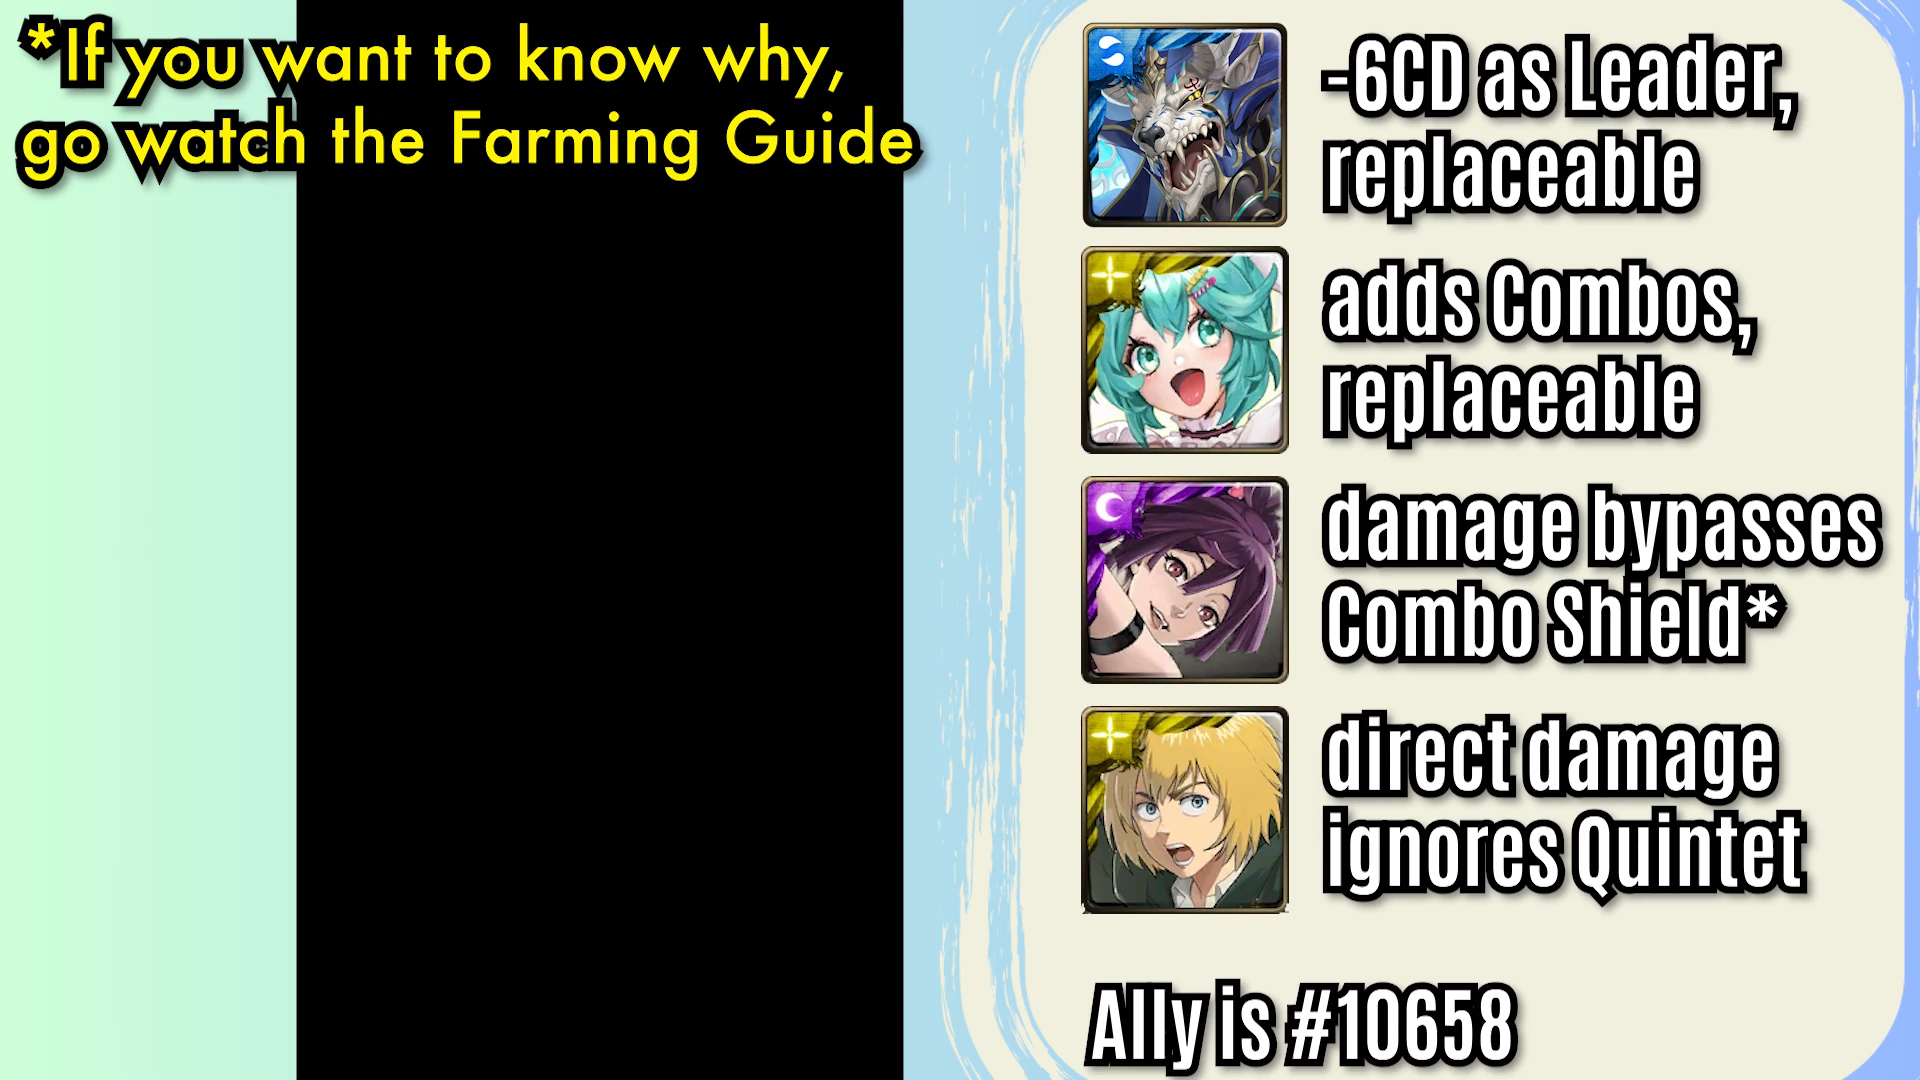 *If you want to know why,
go watch the Farming Guide
-6CD as Leader,
replaceable
adds Combos,
replaceable
damage bypasses
Combo Shield*
direct damage
ignores Quintet
Ally is #10658